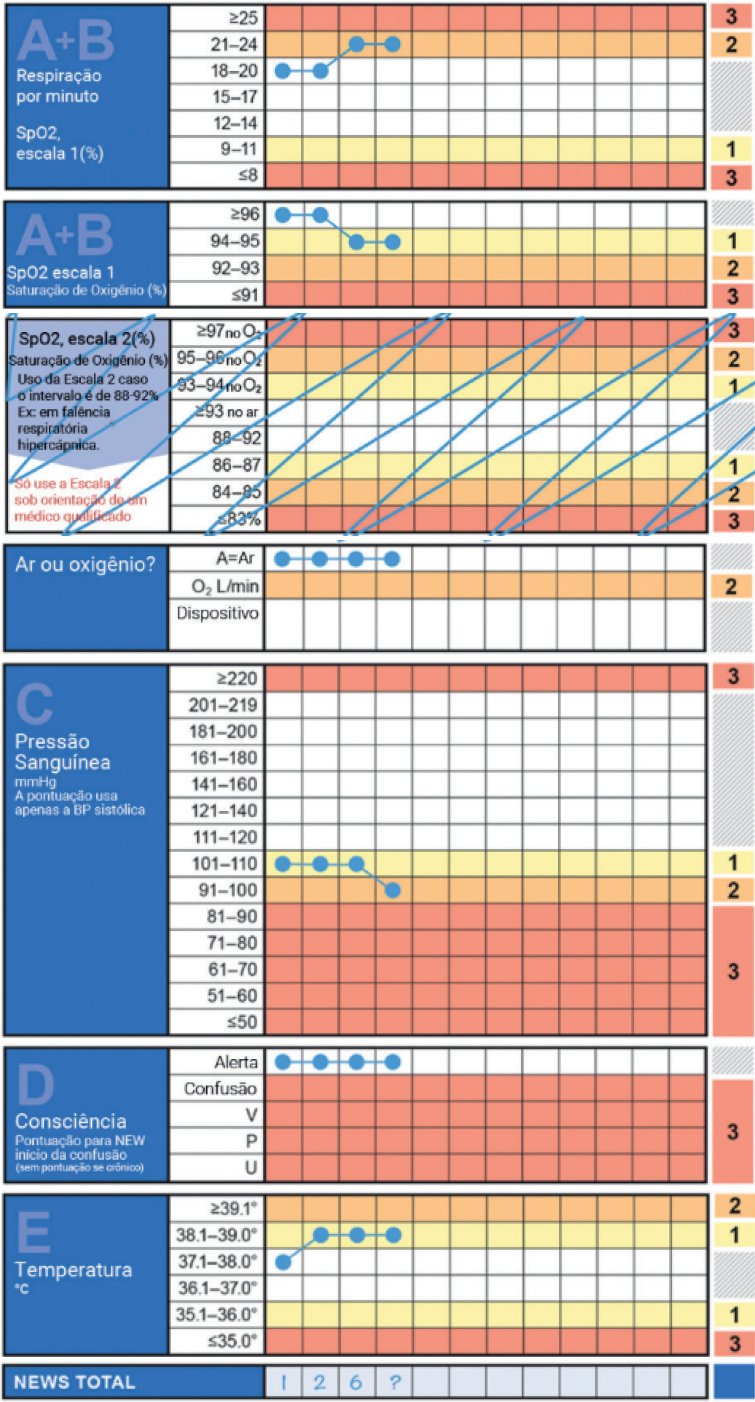 A+B
Respiração
por minuto
SpO2,
escala 1(%)
≥25
21–24
18–20
15–17
12–14
9–11
≤8
3
2
1
3
A+B
SpO2 escala 1
Saturação de Oxigênio (%)
≥96
94–95
92–93
≤91
1
2
3
SpO2, escala 2(%)
Saturação de Oxigênio (%)
Uso da Escala 2 caso
o intervalo é de 88-92%
Ex: em falência
respiratória
hipercápnica.
Só use a Escala 2
sob orientação de um
médico qualificado
≥97 no O₂
95–96 no O₂
93–94 no O₂
≥93 no ar
88–92
86–87
84–85
≤83%
3
2
1
1
2
3
Ar ou oxigênio?
A=Ar
O₂ L/min
Dispositivo
2
C
Pressão
Sanguínea
mmHg
A pontuação usa
apenas a BP sistólica
≥220
201–219
181–200
161–180
141–160
121–140
111–120
101–110
91–100
81–90
71–80
61–70
51–60
≤50
3
1
2
3
D
Consciência
Pontuação para NEW
início da confusão
(sem pontuação se crônico)
Alerta
Confusão
V
P
U
3
E
Temperatura
°C
≥39.1°
38.1–39.0°
37.1–38.0°
36.1–37.0°
35.1–36.0°
≤35.0°
2
1
1
3
NEWS TOTAL 1 2 6 ?